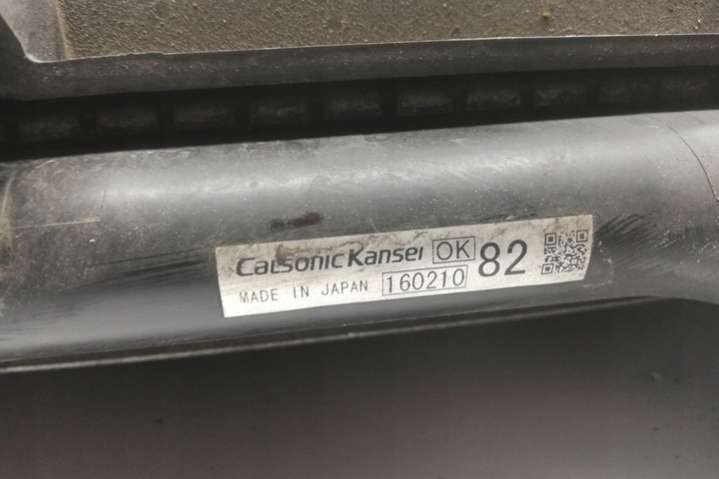 CalsonicKansei OK 82
MADE IN JAPAN 160210